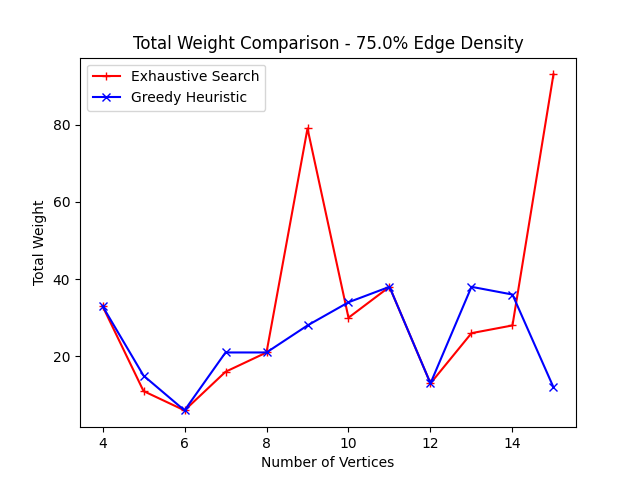 Total Weight Comparison - 75.0% Edge Density
Exhaustive Search
Greedy Heuristic
80
60
40
20
Total Weight
4 6 8 10 12 14
Number of Vertices